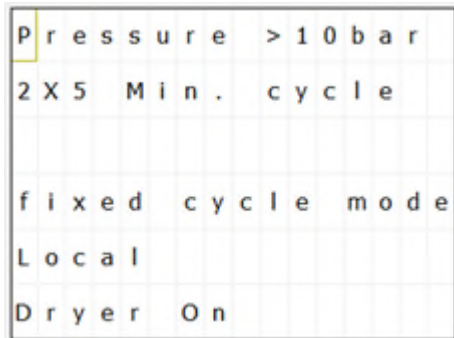 Pressure >10bar
2X5 Min. cycle
fixed cycle mode
Local
Dryer On